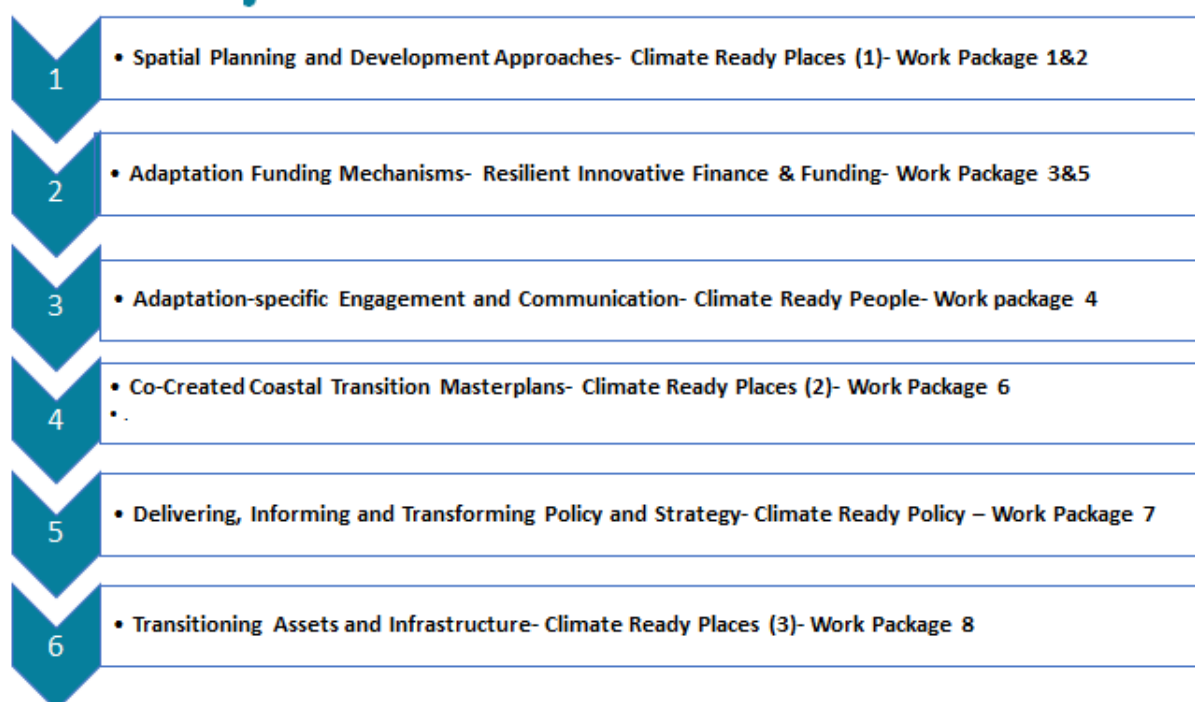 1
• Spatial Planning and Development Approaches- Climate Ready Places (1)- Work Package 1&2
2
• Adaptation Funding Mechanisms- Resilient Innovative Finance & Funding- Work Package 3&5
3
• Adaptation-specific Engagement and Communication- Climate Ready People- Work package 4
4
• Co-Created Coastal Transition Masterplans- Climate Ready Places (2)- Work Package 6
• .
5
• Delivering, Informing and Transforming Policy and Strategy- Climate Ready Policy – Work Package 7
6
• Transitioning Assets and Infrastructure- Climate Ready Places (3)- Work Package 8